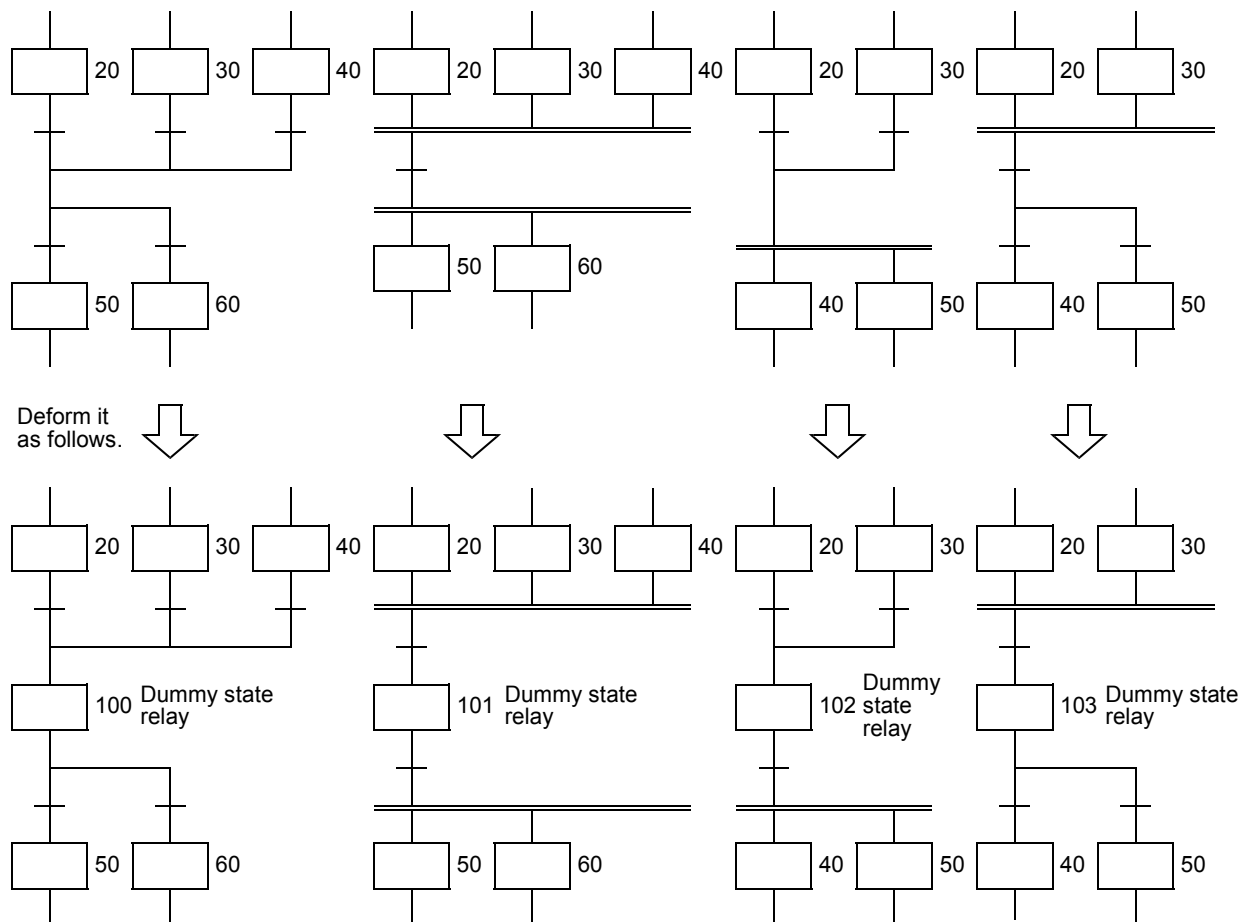 20 30 40 20 30 40 20 30 20 30
50 60
50 60 40 50 40 50
Deform it
as follows.
20 30 40 20 30 40 20 30 20 30
100 Dummy state
relay
101 Dummy state
relay
102 Dummy
state
relay
103 Dummy state
relay
50 60 50 60 40 50 40 50